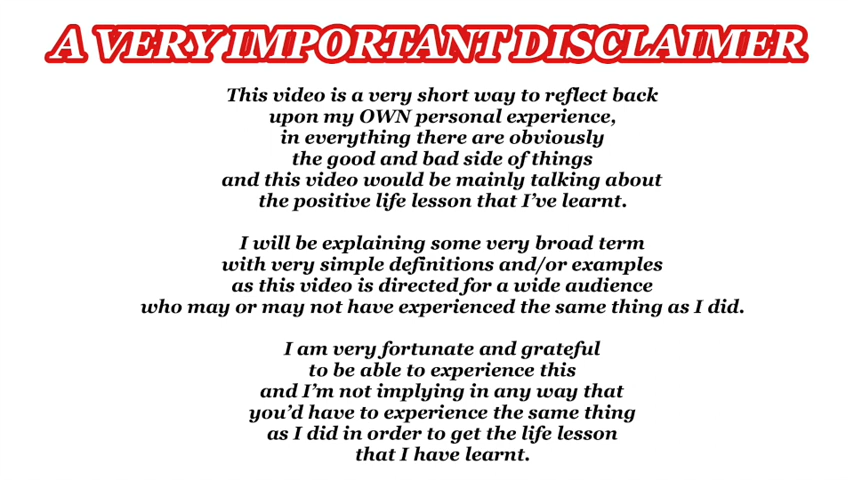 A VERY IMPORTANT DISCLAIMER
This video is a very short way to reflect back
upon my OWN personal experience,
in everything there are obviously
the good and bad side of things
and this video would be mainly talking about
the positive life lesson that I've learnt.
I will be explaining some very broad term
with very simple definitions and/or examples
as this video is directed for a wide audience
who may or may not have experienced the same thing as I did.
I am very fortunate and grateful
to be able to experience this
and I'm not implying in any way that
you'd have to experience the same thing
as I did in order to get the life lesson
that I have learnt.